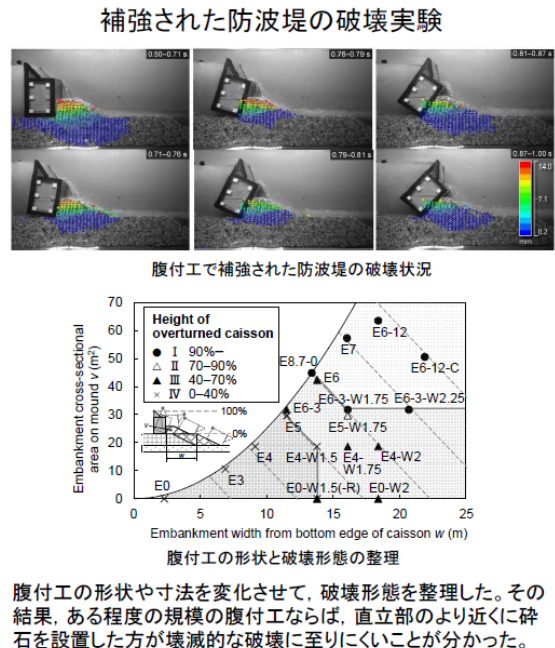 補強された防波堤の破壊実験
0.50–0.71 s
0.76–0.79 s
0.81–0.87 s
0.71–0.76 s
0.79–0.81 s
0.87–1.00 s
14.0
7.1
0.2
mm
腹付工で補強された防波堤の破壊状況
Embankment cross-sectional
area on mound v (m²)
70
60
50
40
30
20
10
0
Height of
overturned caisson
● Ⅰ 90%–
△ Ⅱ 70–90%
▲ Ⅲ 40–70%
× Ⅳ 0–40%
100%
0%
v
w
E6-12
E7
E6-12-C
E8.7-0
E6
E6-3-W1.75
E6-3-W2.25
E6-3
E5
E5-W1.75
E4
E4-W1.5
E4-
W1.75
E4-W2
E3
E0
E0-W1.5(-R)
E0-W2
0
5
10
15
20
25
Embankment width from bottom edge of caisson w (m)
腹付工の形状と破壊形態の整理
腹付工の形状や寸法を変化させて，破壊形態を整理した。その
結果，ある程度の規模の腹付工ならば，直立部のより近くに砕
石を設置した方が壊滅的な破壊に至りにくいことが分かった。